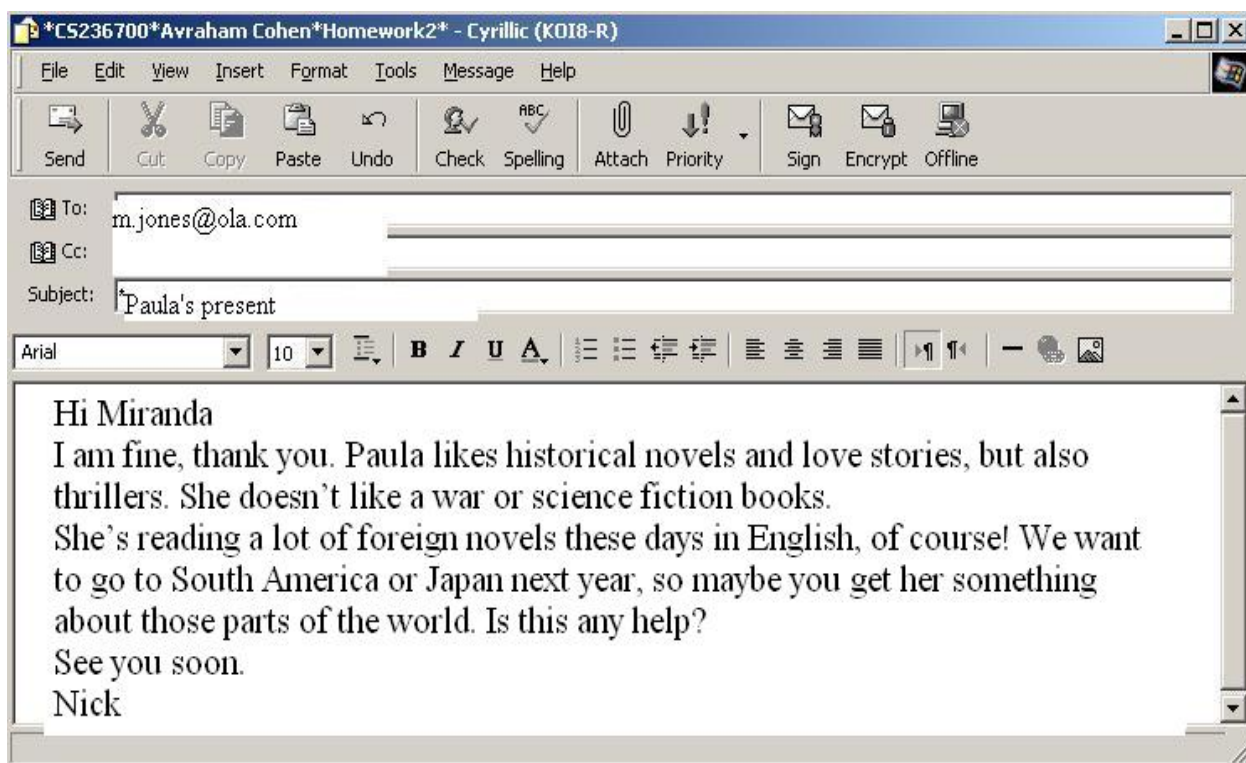 *CS236700*Avraham Cohen*Homework2* - Cyrillic (KOI8-R)
File Edit View Insert Format Tools Message Help
Send Cut Copy Paste Undo Check Spelling Attach Priority Sign Encrypt Offline
To: m.jones@ola.com
Cc:
Subject: *Paula's present
Arial 10 B I U A
Hi Miranda
I am fine, thank you. Paula likes historical novels and love stories, but also
thrillers. She doesn’t like a war or science fiction books.
She’s reading a lot of foreign novels these days in English, of course! We want
to go to South America or Japan next year, so maybe you get her something
about those parts of the world. Is this any help?
See you soon.
Nick